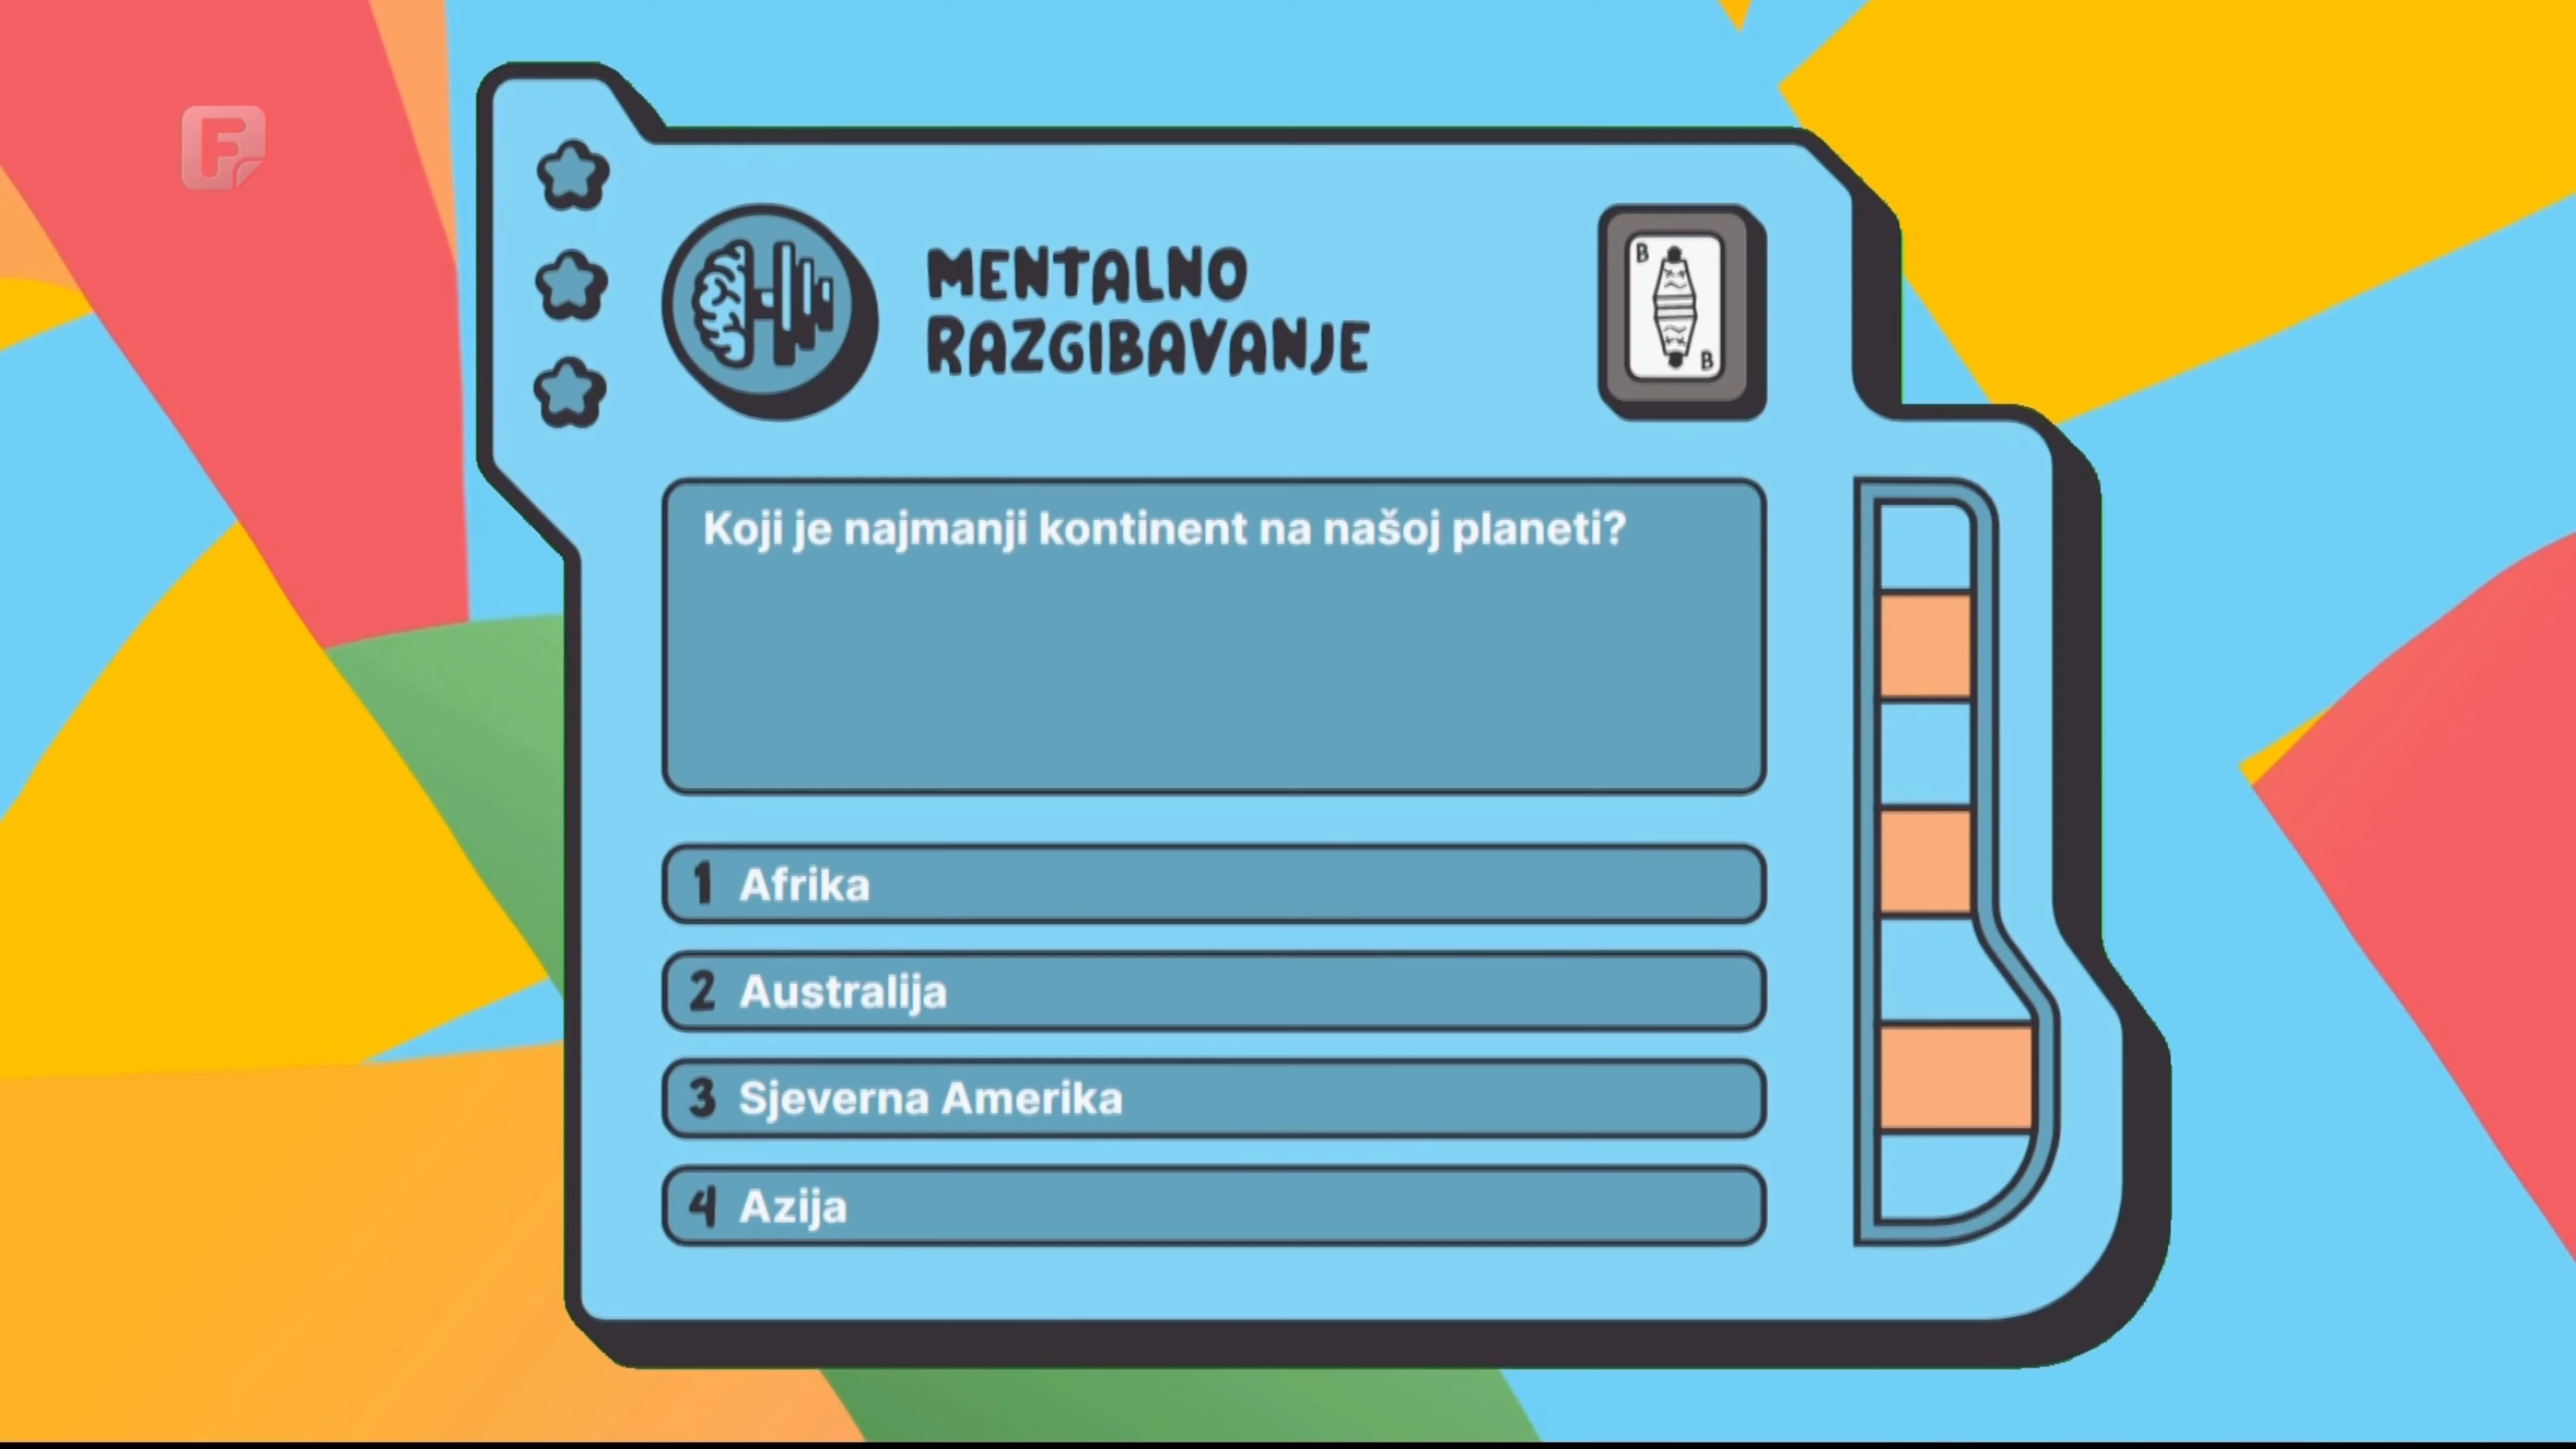 F
MENTALNO
RAZGIBAVANJE
B
B
Koji je najmanji kontinent na našoj planeti?
1 Afrika
2 Australija
3 Sjeverna Amerika
4 Azija